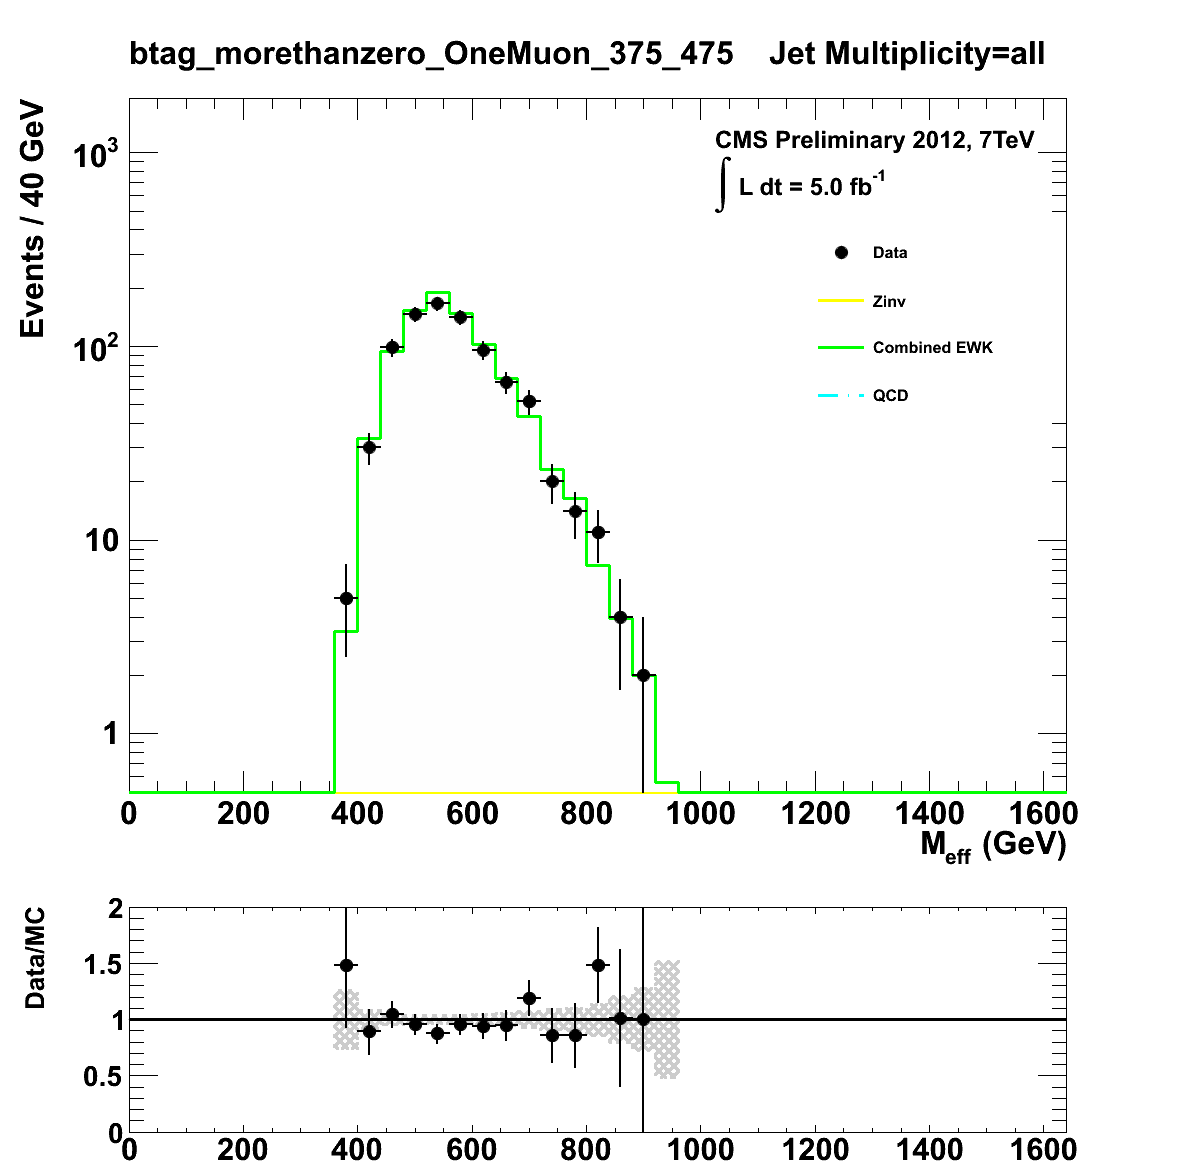 btag_morethanzero_OneMuon_375_475 Jet Multiplicity=all
Events / 40 GeV
10³
10²
10
1
CMS Preliminary 2012, 7TeV
∫ L dt = 5.0 fb⁻¹
Data
Zinv
Combined EWK
QCD
0 200 400 600 800 1000 1200 1400 1600
M_eff (GeV)
Data/MC
2
1.5
1
0.5
0
0 200 400 600 800 1000 1200 1400 1600